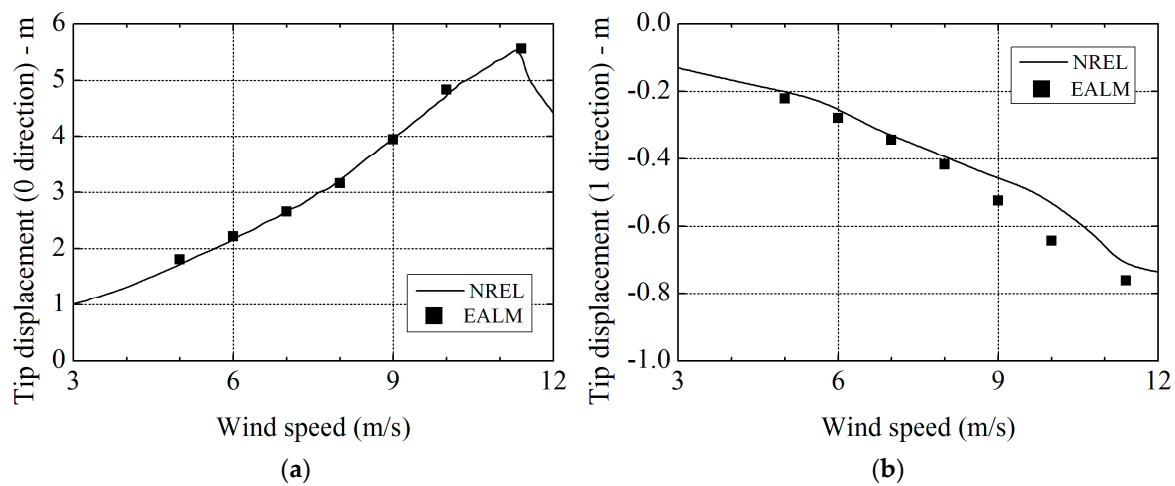 Tip displacement (0 direction) - m
6
5
4
3
2
1
0
NREL
EALM
3 6 9 12
Wind speed (m/s)
(a)
Tip displacement (1 direction) - m
0.0
-0.2
-0.4
-0.6
-0.8
-1.0
NREL
EALM
3 6 9 12
Wind speed (m/s)
(b)